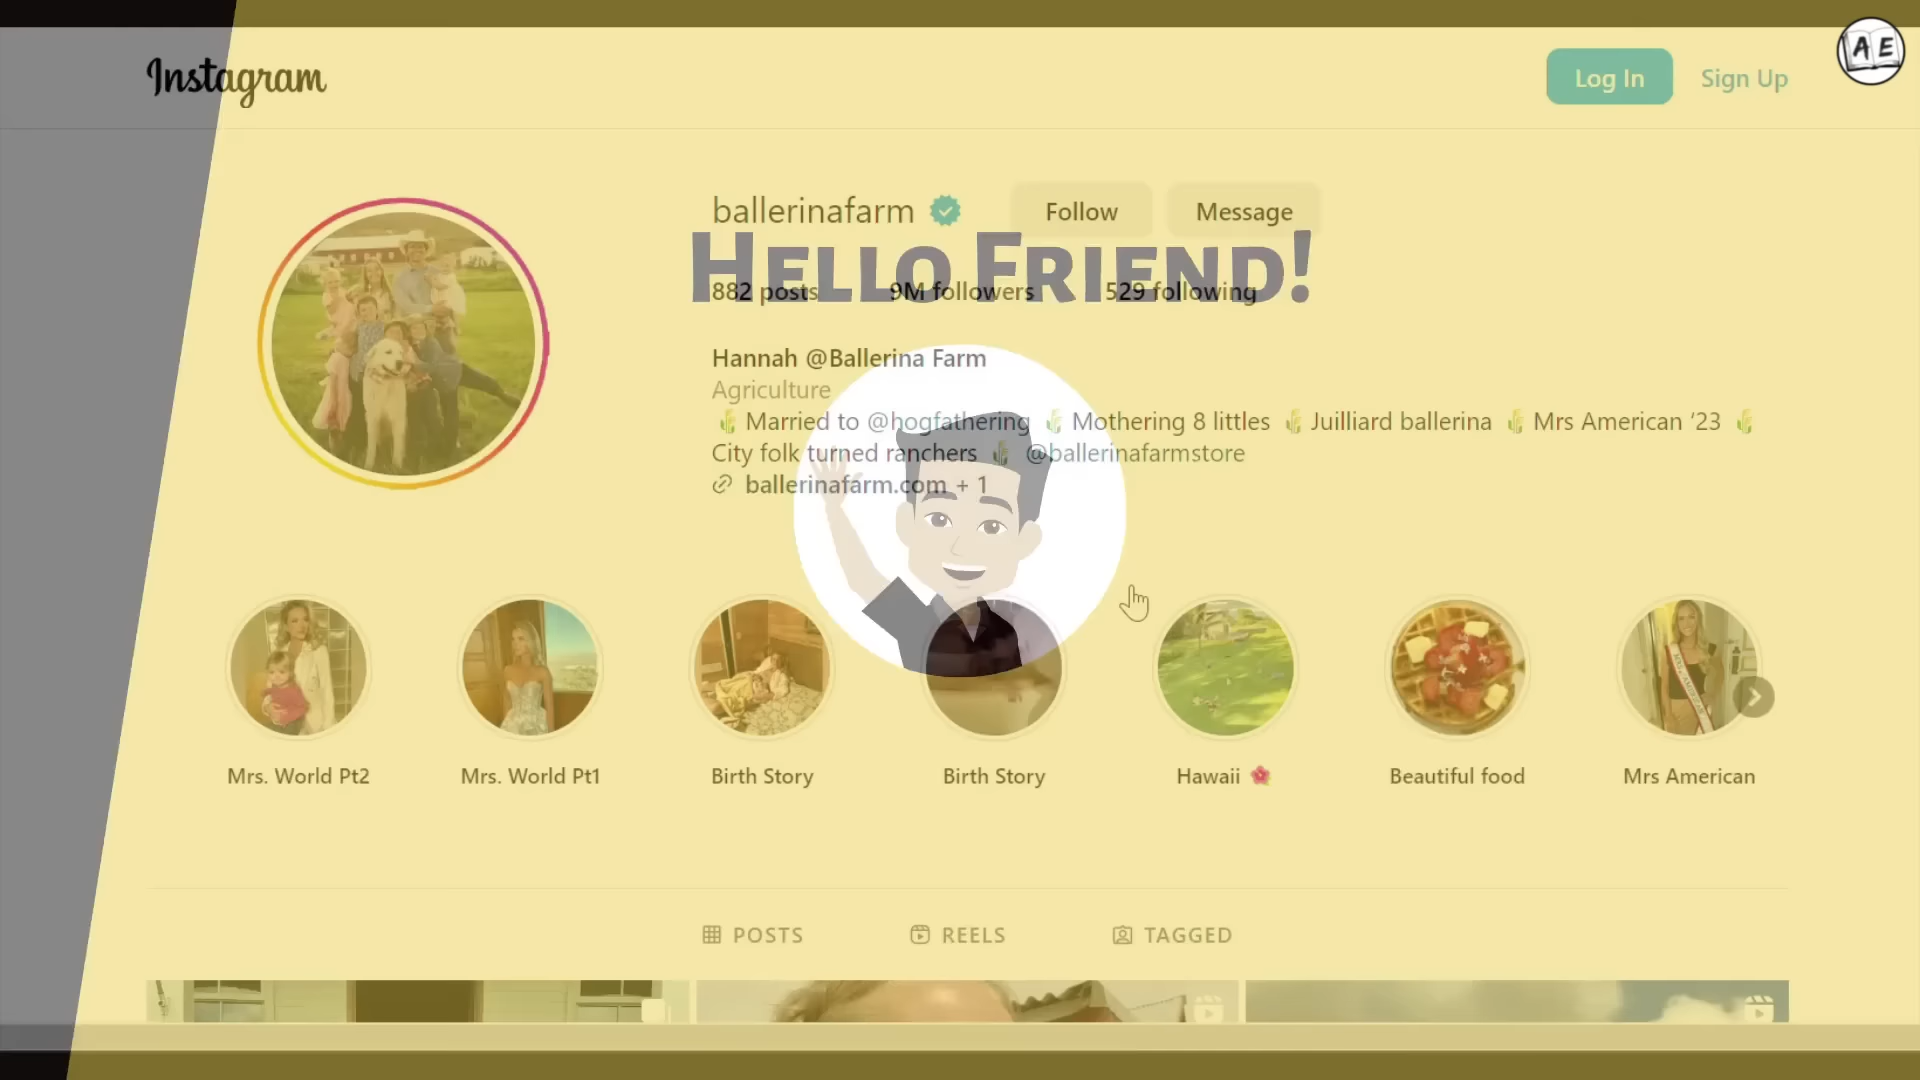 Instagram
Log In
Sign Up
A E
ballerinafarm
Follow
Message
HELLO FRIEND!
882 posts
9M followers
529 following
Hannah @Ballerina Farm
Agriculture
🌵 Married to @hogfathering 🌵 Mothering 8 littles 🌵 Juilliard ballerina 🌵 Mrs American ‘23 🌵
City folk turned ranchers 🌵 @ballerinafarmstore
ballerinafarm.com + 1
Mrs. World Pt2
Mrs. World Pt1
Birth Story
Birth Story
Hawaii 🌺
Beautiful food
Mrs American
POSTS
REELS
TAGGED